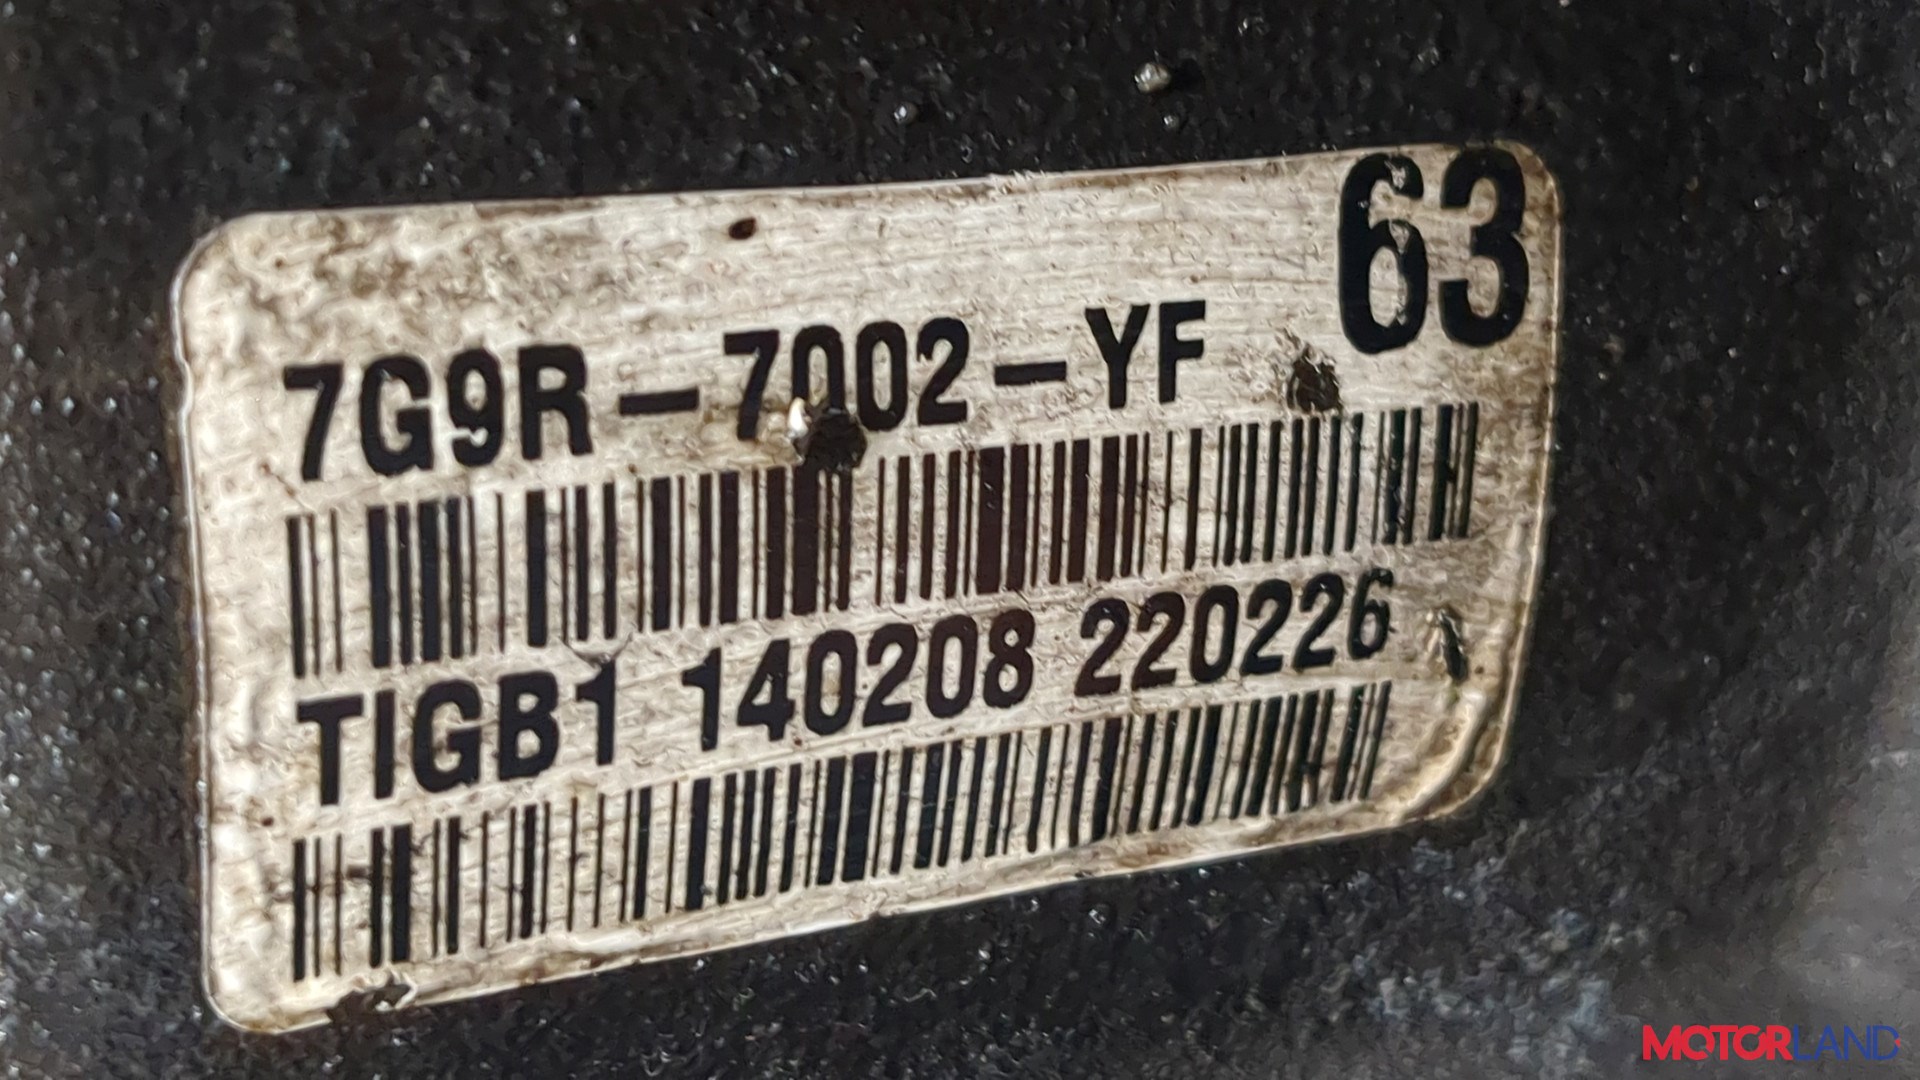 63
7G9R-7002-YF
TIGB1 140208 220226
MOTORLAND